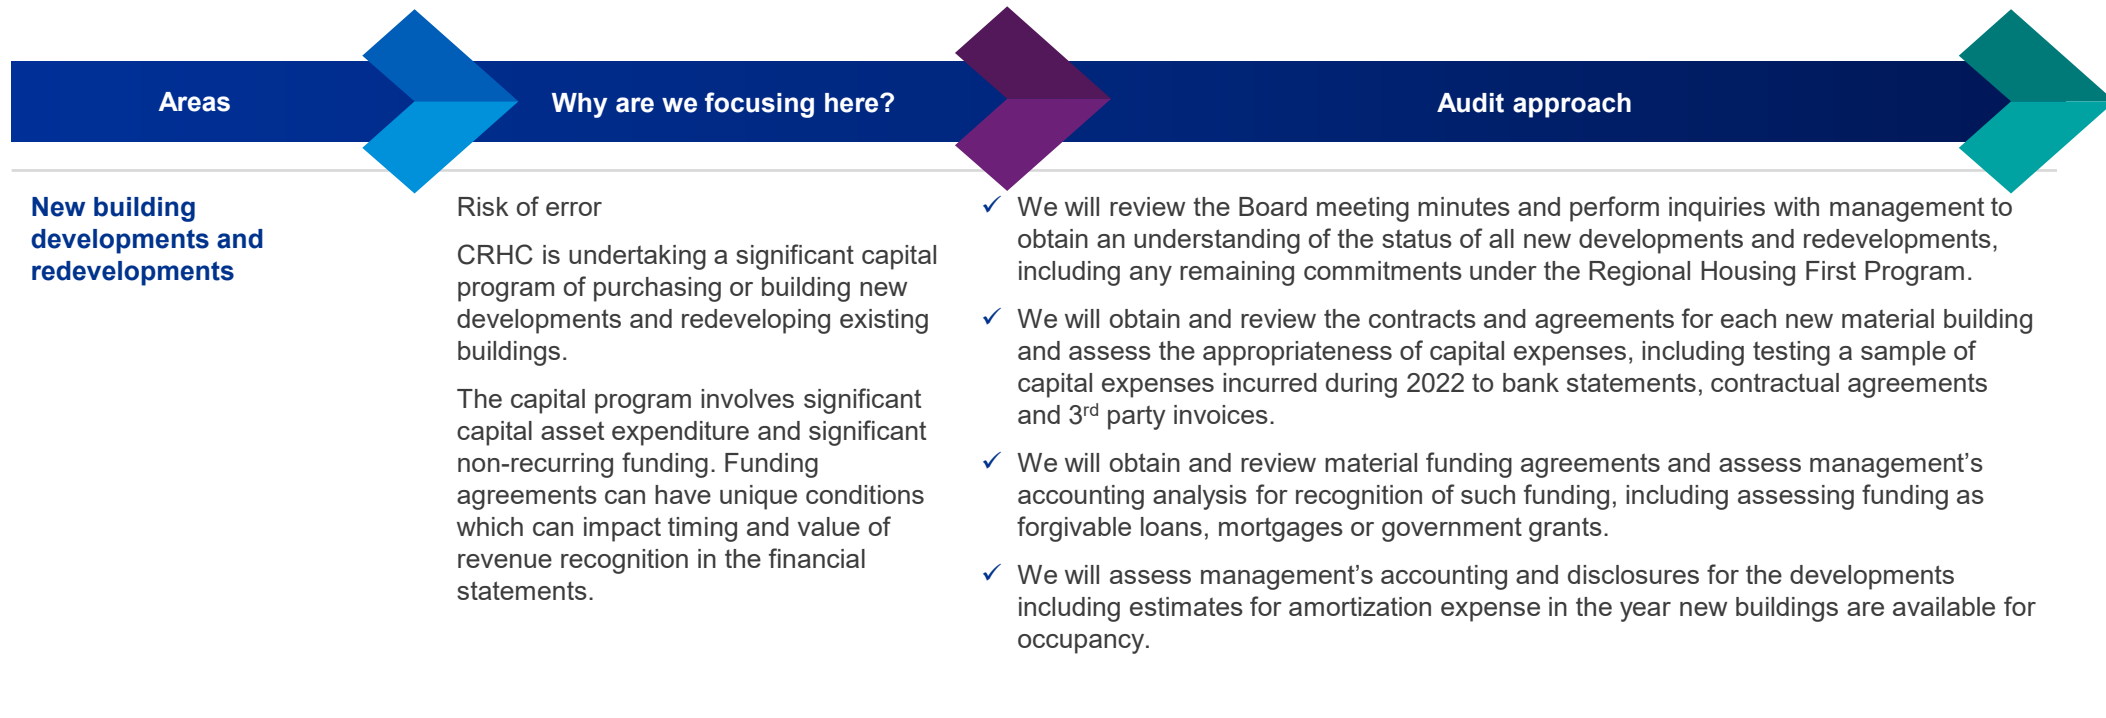 Areas
Why are we focusing here?
Audit approach
New building
developments and
redevelopments
Risk of error
CRHC is undertaking a significant capital
program of purchasing or building new
developments and redeveloping existing
buildings.
The capital program involves significant
capital asset expenditure and significant
non-recurring funding. Funding
agreements can have unique conditions
which can impact timing and value of
revenue recognition in the financial
statements.
✓ We will review the Board meeting minutes and perform inquiries with management to
obtain an understanding of the status of all new developments and redevelopments,
including any remaining commitments under the Regional Housing First Program.
✓ We will obtain and review the contracts and agreements for each new material building
and assess the appropriateness of capital expenses, including testing a sample of
capital expenses incurred during 2022 to bank statements, contractual agreements
and 3rd party invoices.
✓ We will obtain and review material funding agreements and assess management’s
accounting analysis for recognition of such funding, including assessing funding as
forgivable loans, mortgages or government grants.
✓ We will assess management’s accounting and disclosures for the developments
including estimates for amortization expense in the year new buildings are available for
occupancy.